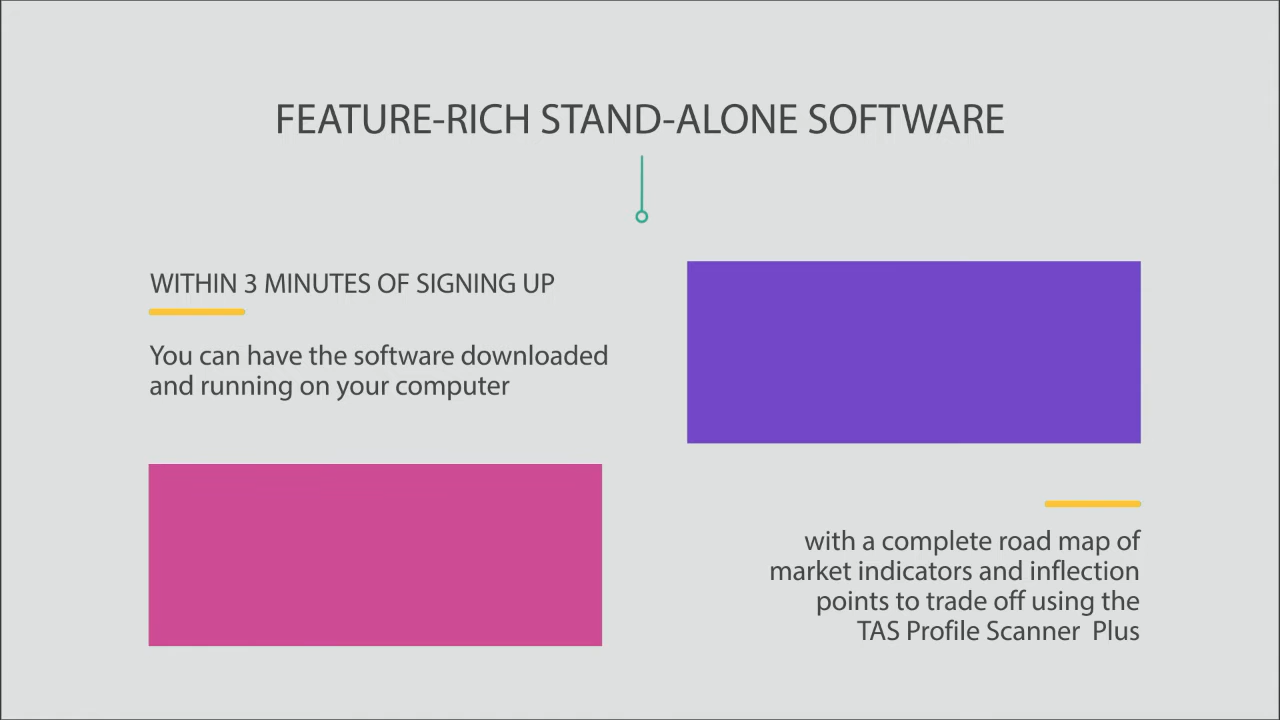 FEATURE-RICH STAND-ALONE SOFTWARE
WITHIN 3 MINUTES OF SIGNING UP
You can have the software downloaded
and running on your computer
with a complete road map of
market indicators and inflection
points to trade off using the
TAS Profile Scanner  Plus